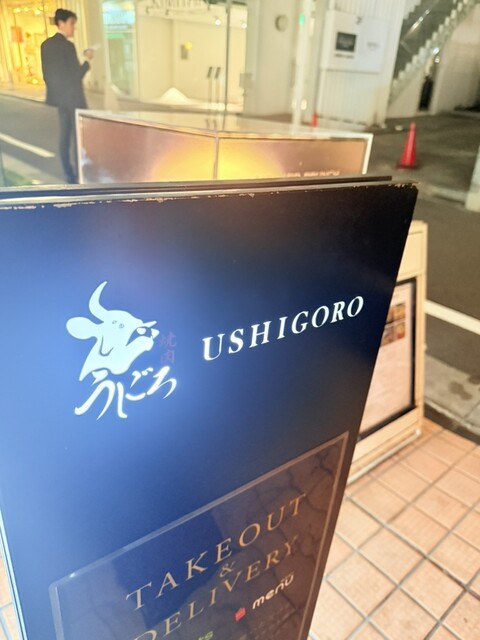 焼肉
うしごろ
USHIGORO
TAKEOUT
&
DELIVERY
menu